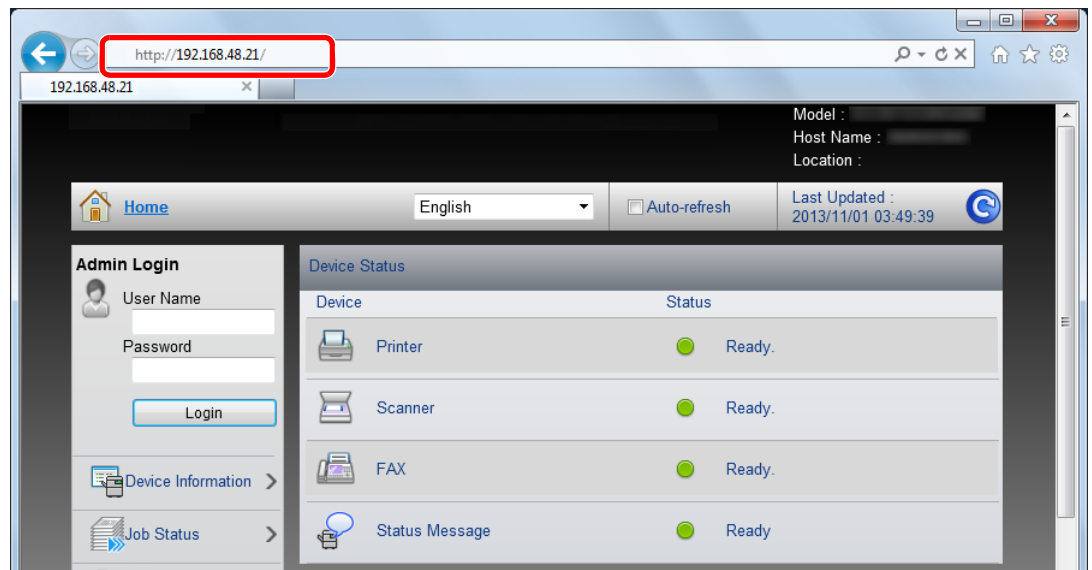 http://192.168.48.21/
192.168.48.21
Model :
Host Name :
Location :
Home
English
Auto-refresh
Last Updated :
2013/11/01 03:49:39
Admin Login
User Name
Password
Login
Device Information
Job Status
Device Status
Device Status
Printer Ready.
Scanner Ready.
FAX Ready.
Status Message Ready